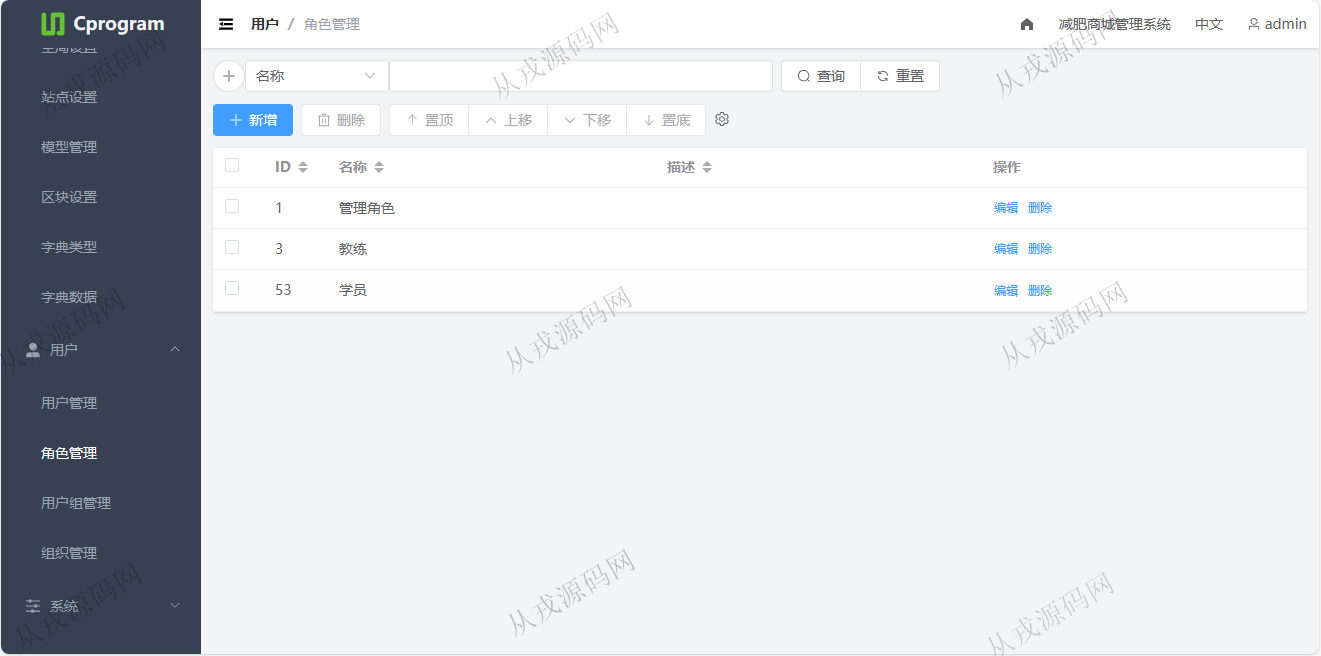 Cprogram
用户 / 角色管理
减肥商城管理系统
中文
admin
全局设置
站点设置
模型管理
区块设置
字典类型
字典数据
用户
用户管理
角色管理
用户组管理
组织管理
系统
名称
查询
重置
新增
删除
置顶
上移
下移
置底
ID 名称 描述 操作
1 管理角色 编辑 删除
3 教练 编辑 删除
53 学员 编辑 删除
从戎源码网
从戎源码网
从戎源码网
从戎源码网
从戎源码网
从戎源码网
从戎源码网
从戎源码网
从戎源码网